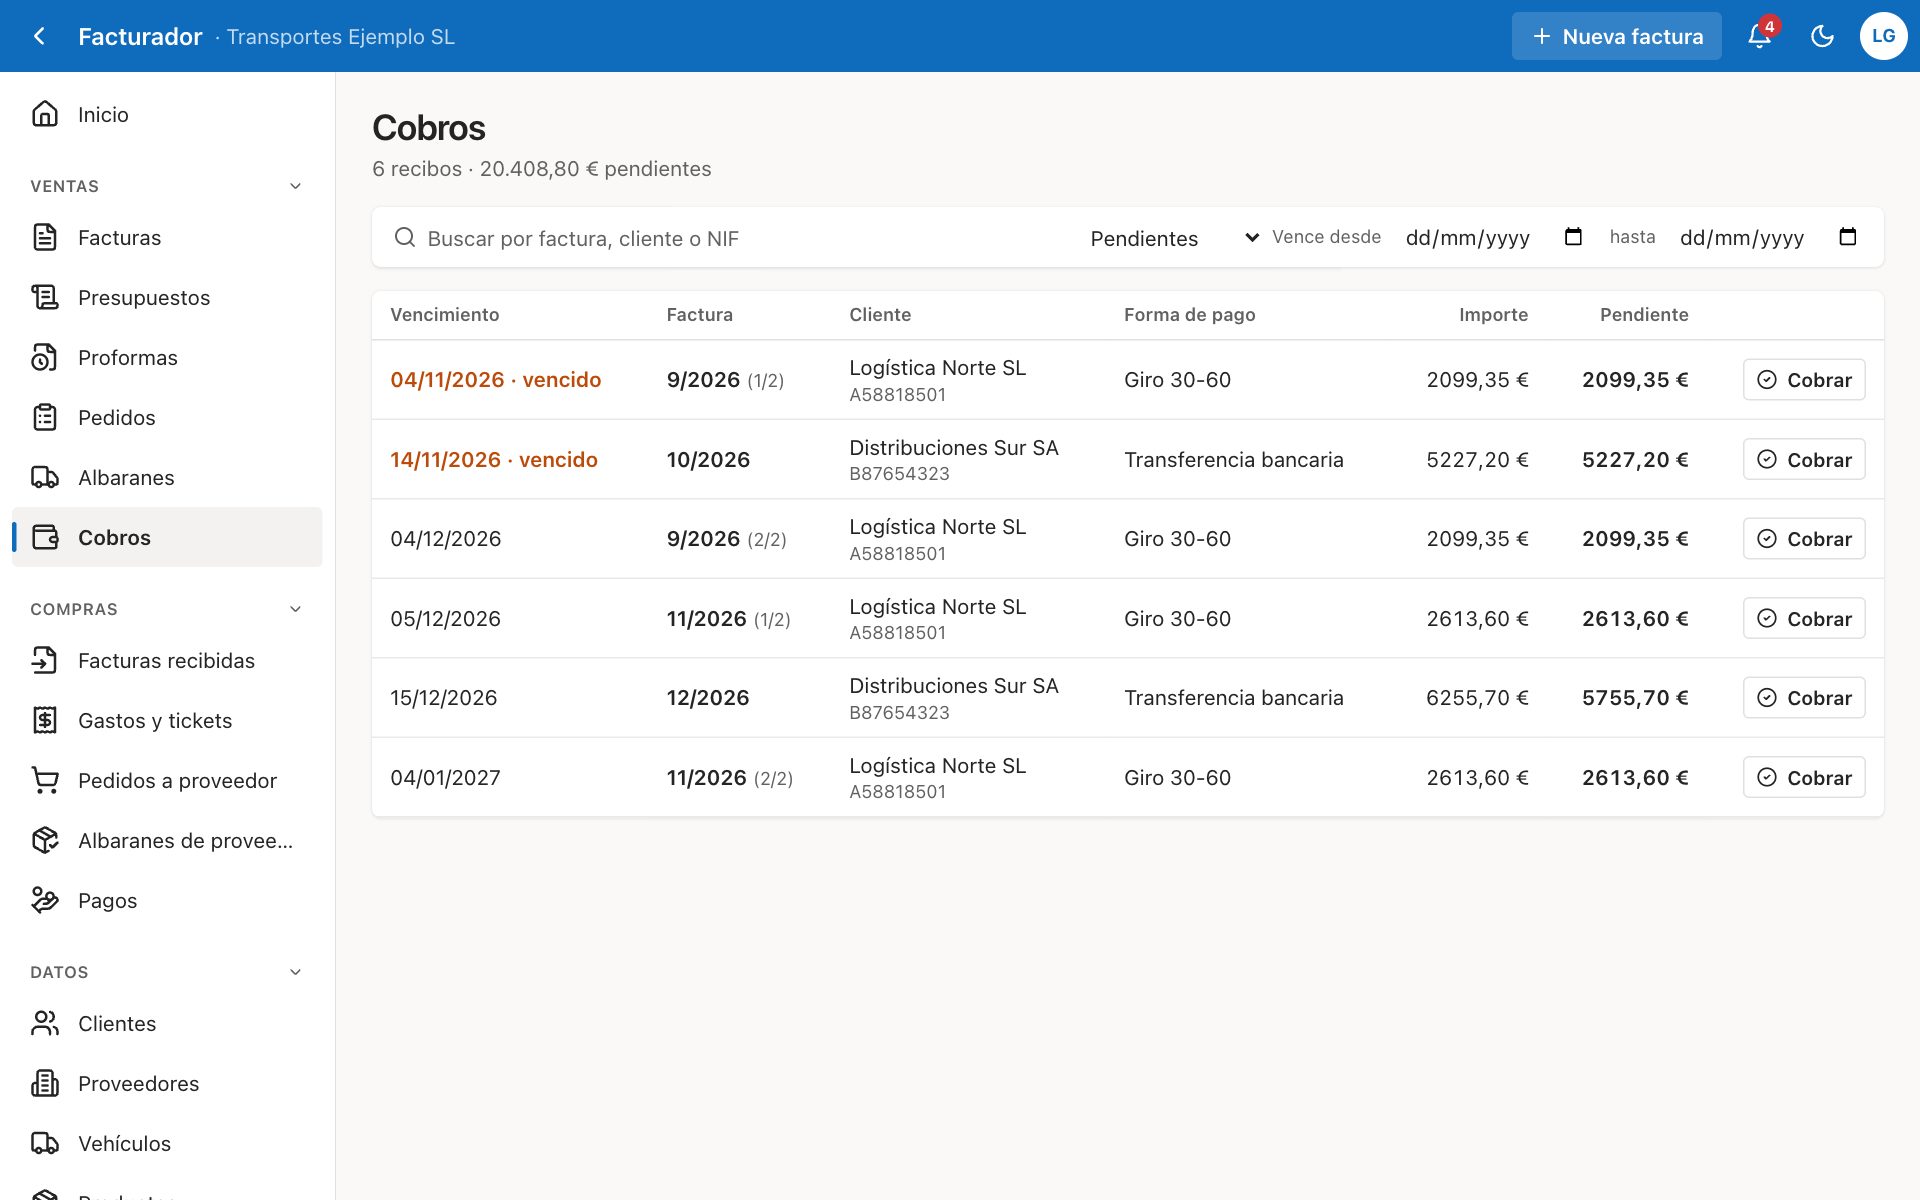 Facturador · Transportes Ejemplo SL
Nueva factura
4
LG
Inicio
VENTAS
Facturas
Presupuestos
Proformas
Pedidos
Albaranes
Cobros
COMPRAS
Facturas recibidas
Gastos y tickets
Pedidos a proveedor
Albaranes de provee...
Pagos
DATOS
Clientes
Proveedores
Vehículos
Cobros
6 recibos · 20.408,80 € pendientes
Buscar por factura, cliente o NIF Pendientes Vence desde dd/mm/yyyy hasta dd/mm/yyyy
Vencimiento Factura Cliente Forma de pago Importe Pendiente
04/11/2026 · vencido 9/2026 (1/2) Logística Norte SL Giro 30-60 2099,35 € 2099,35 € Cobrar
A58818501
14/11/2026 · vencido 10/2026 Distribuciones Sur SA Transferencia bancaria 5227,20 € 5227,20 € Cobrar
B87654323
04/12/2026 9/2026 (2/2) Logística Norte SL Giro 30-60 2099,35 € 2099,35 € Cobrar
A58818501
05/12/2026 11/2026 (1/2) Logística Norte SL Giro 30-60 2613,60 € 2613,60 € Cobrar
A58818501
15/12/2026 12/2026 Distribuciones Sur SA Transferencia bancaria 6255,70 € 5755,70 € Cobrar
B87654323
04/01/2027 11/2026 (2/2) Logística Norte SL Giro 30-60 2613,60 € 2613,60 € Cobrar
A58818501